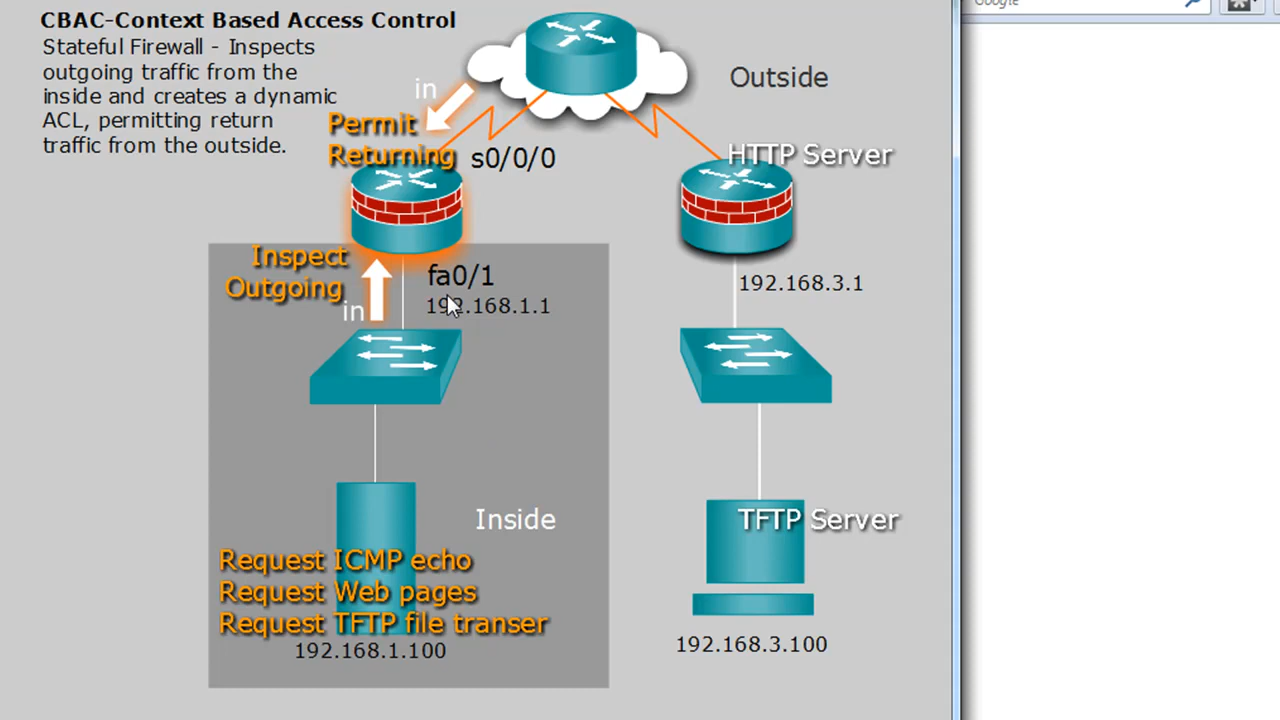 Google
CBAC-Context Based Access Control
Stateful Firewall - Inspects
outgoing traffic from the
inside and creates a dynamic
ACL, permitting return
traffic from the outside.
in
Outside
Permit
Returning
s0/0/0
HTTP Server
Inspect
Outgoing
in
fa0/1
192.168.1.1
192.168.3.1
Inside
TFTP Server
Request ICMP echo
Request Web pages
Request TFTP file transer
192.168.1.100
192.168.3.100